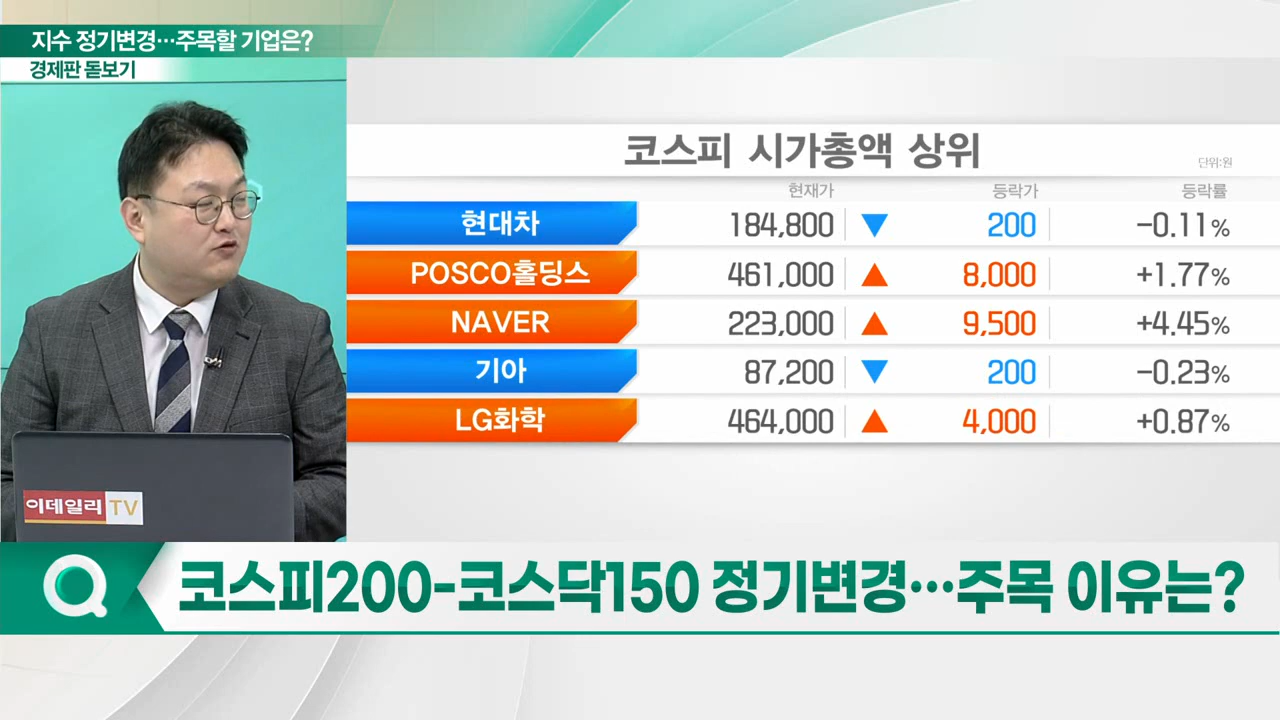 지수 정기변경…주목할 기업은?
경제판 돋보기
코스피 시가총액 상위
단위:원
현재가 등락가 등락률
현대차 184,800 ▼ 200 -0.11%
POSCO홀딩스 461,000 ▲ 8,000 +1.77%
NAVER 223,000 ▲ 9,500 +4.45%
기아 87,200 ▼ 200 -0.23%
LG화학 464,000 ▲ 4,000 +0.87%
이데일리 TV
코스피200-코스닥150 정기변경…주목 이유는?